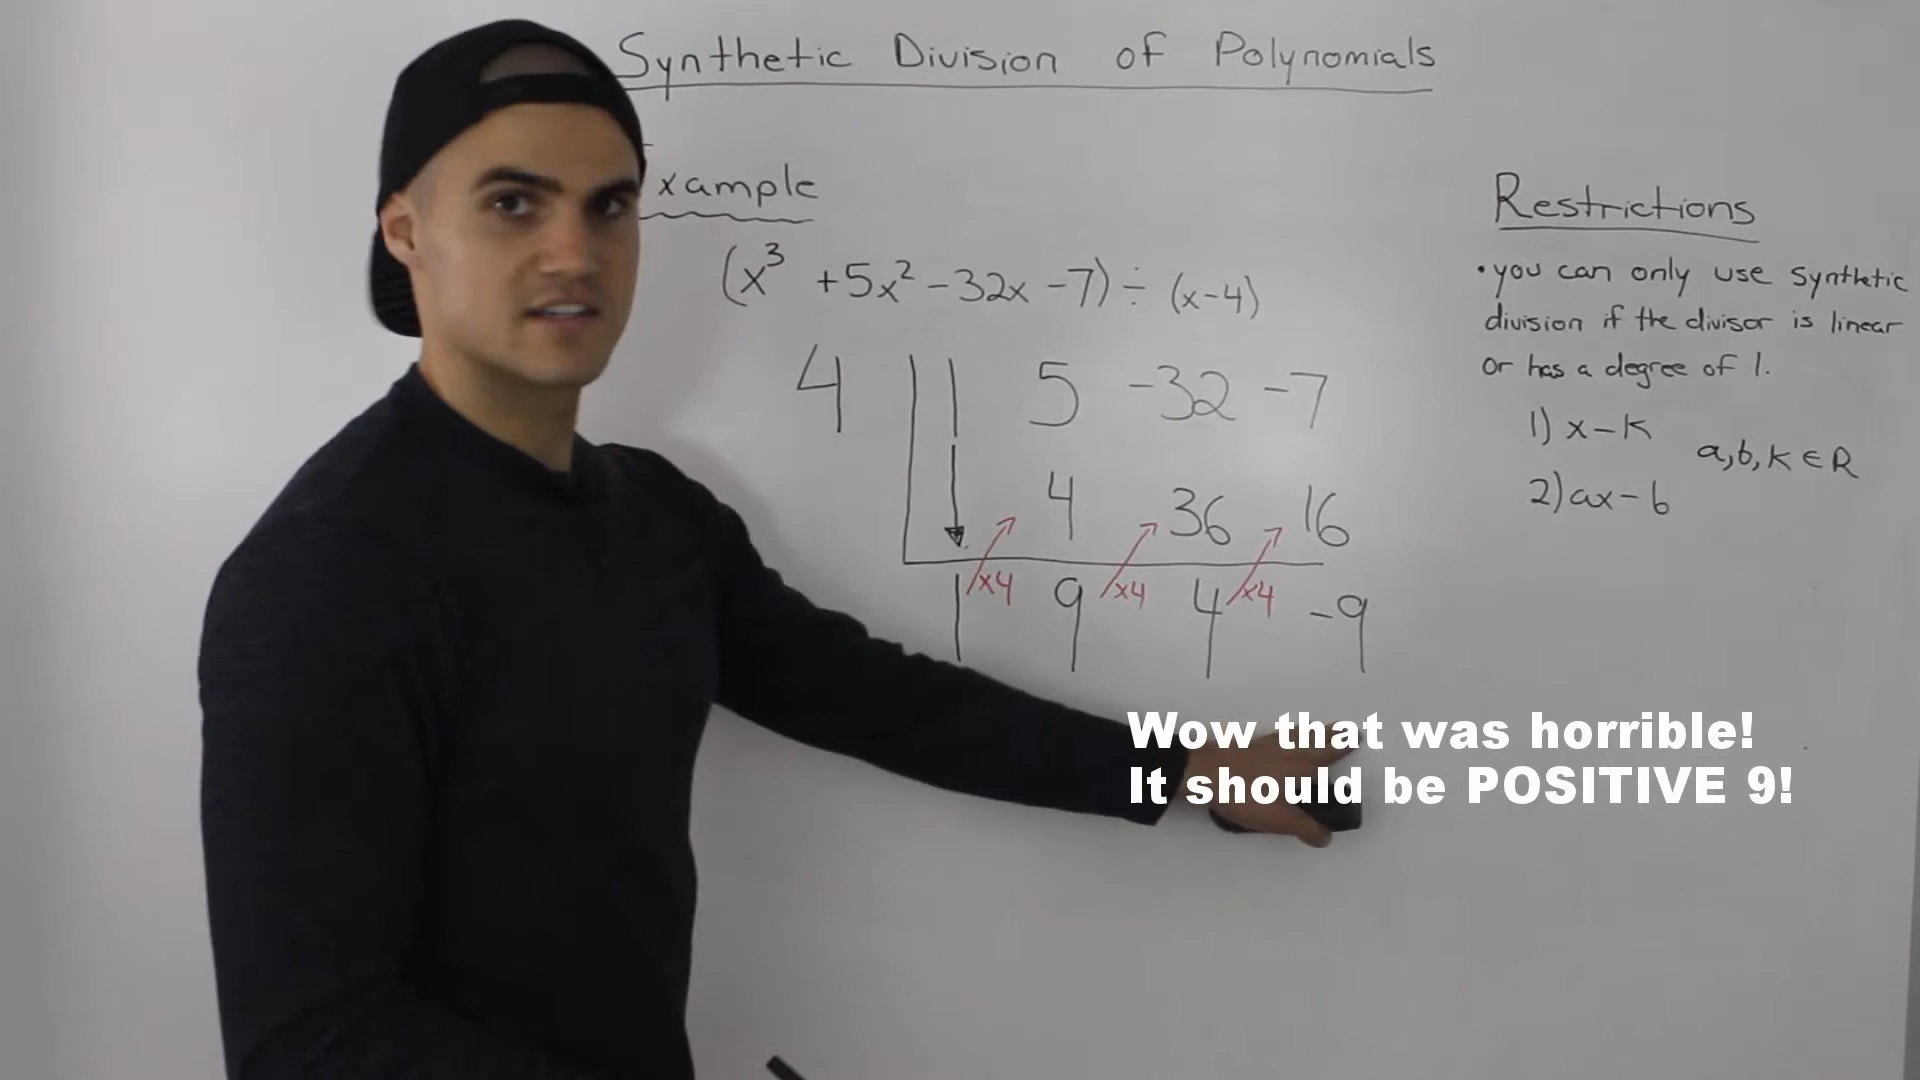 Synthetic Division of Polynomials
xample
(x³ +5x² -32x -7) ÷ (x-4)
4 1 5 -32 -7
4 36 16
x4 x4 x4
1 9 4 -9
Restrictions
• you can only use synthetic
division if the divisor is linear
or has a degree of 1.
1) x-k
a,b,k ∈ R
2) ax-b
Wow that was horrible!
It should be POSITIVE 9!